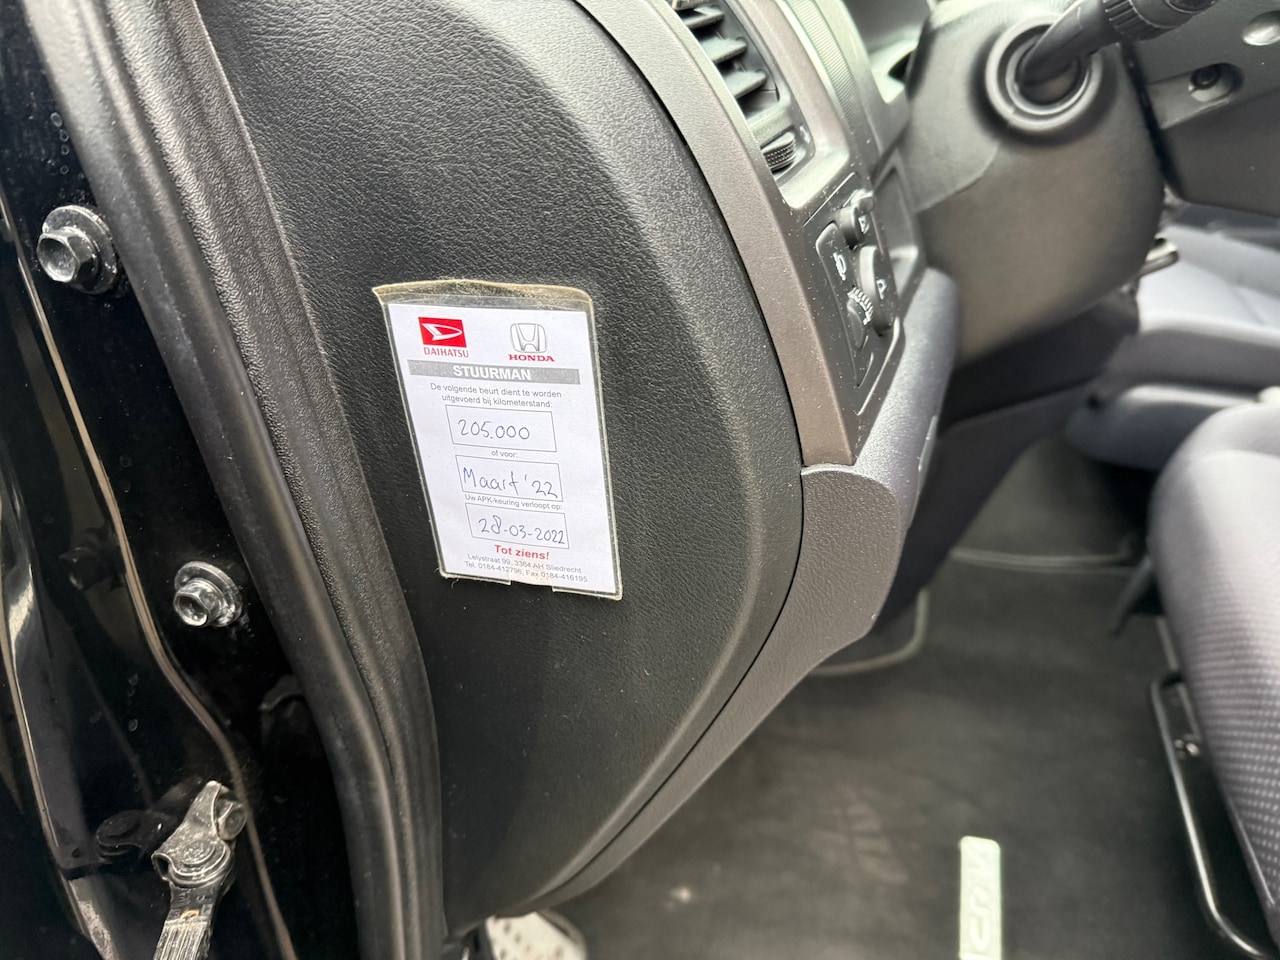 DAIHATSU HONDA
STUURMAN
De volgende beurt dient te worden
uitgevoerd bij kilometerstand:
205.000
of voor:
Maart '22
Uw APK-keuring verloopt op:
28-03-2022
Tot ziens!
Lelystraat 99, 3364 AH Sliedrecht
Tel. 0184-412796, Fax 0184-416195